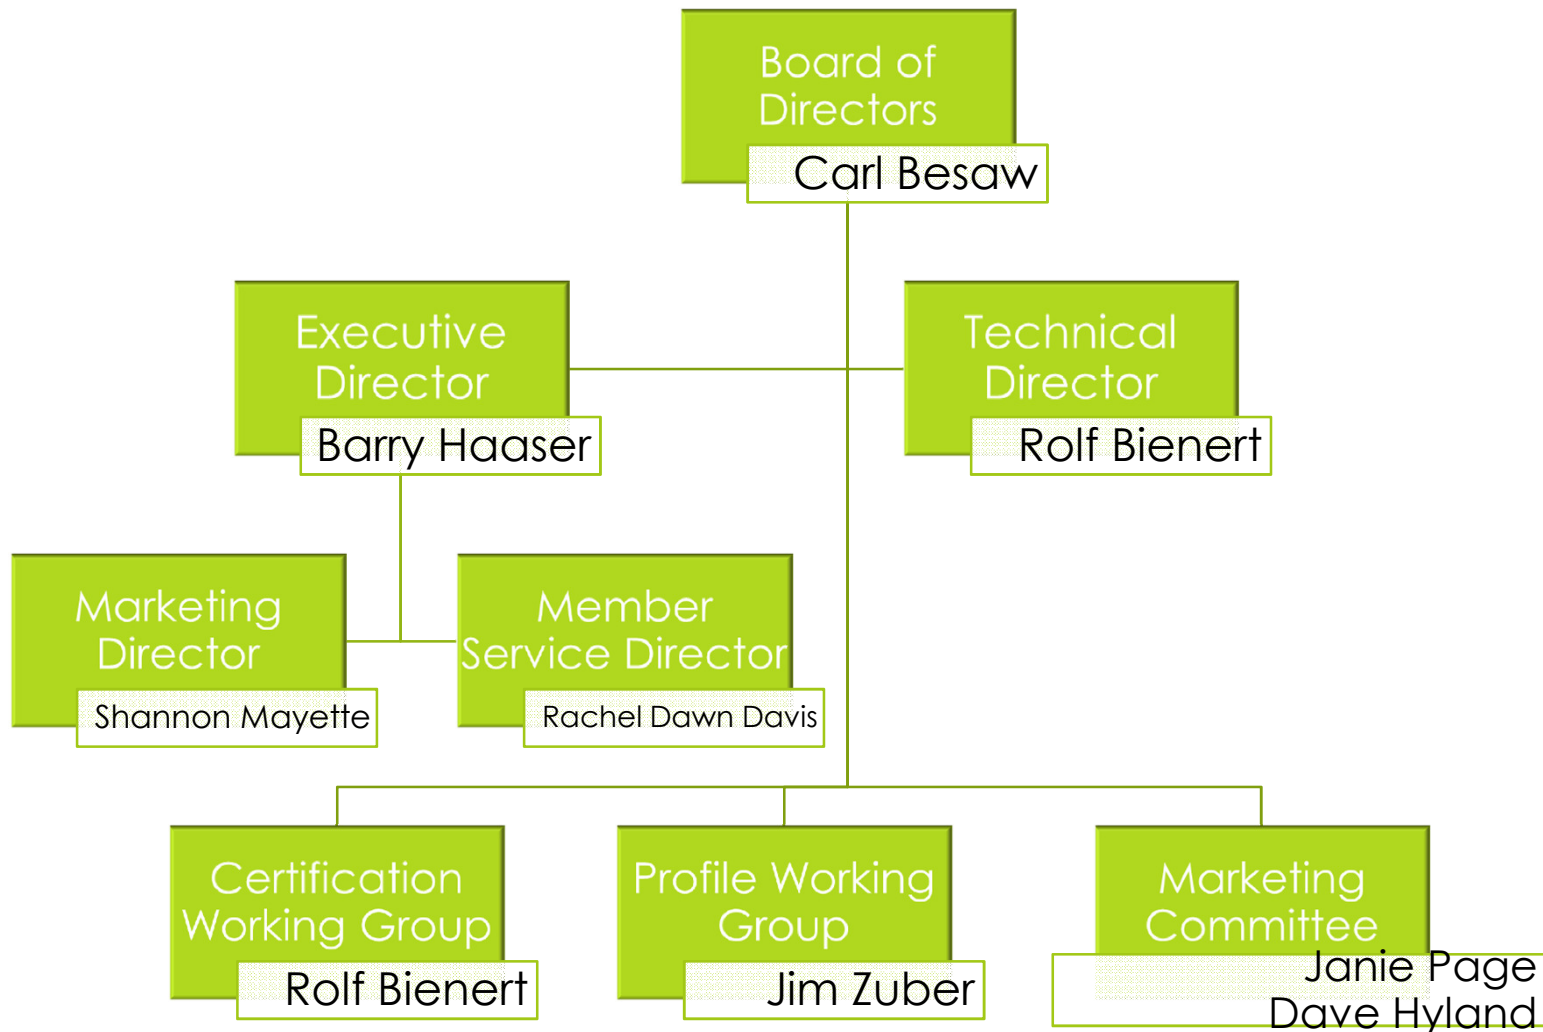 Board of
Directors
Carl Besaw
Executive
Director
Barry Haaser
Technical
Director
Rolf Bienert
Marketing
Director
Shannon Mayette
Member
Service Director
Rachel Dawn Davis
Certification
Working Group
Rolf Bienert
Profile Working
Group
Jim Zuber
Marketing
Committee
Janie Page
Dave Hyland